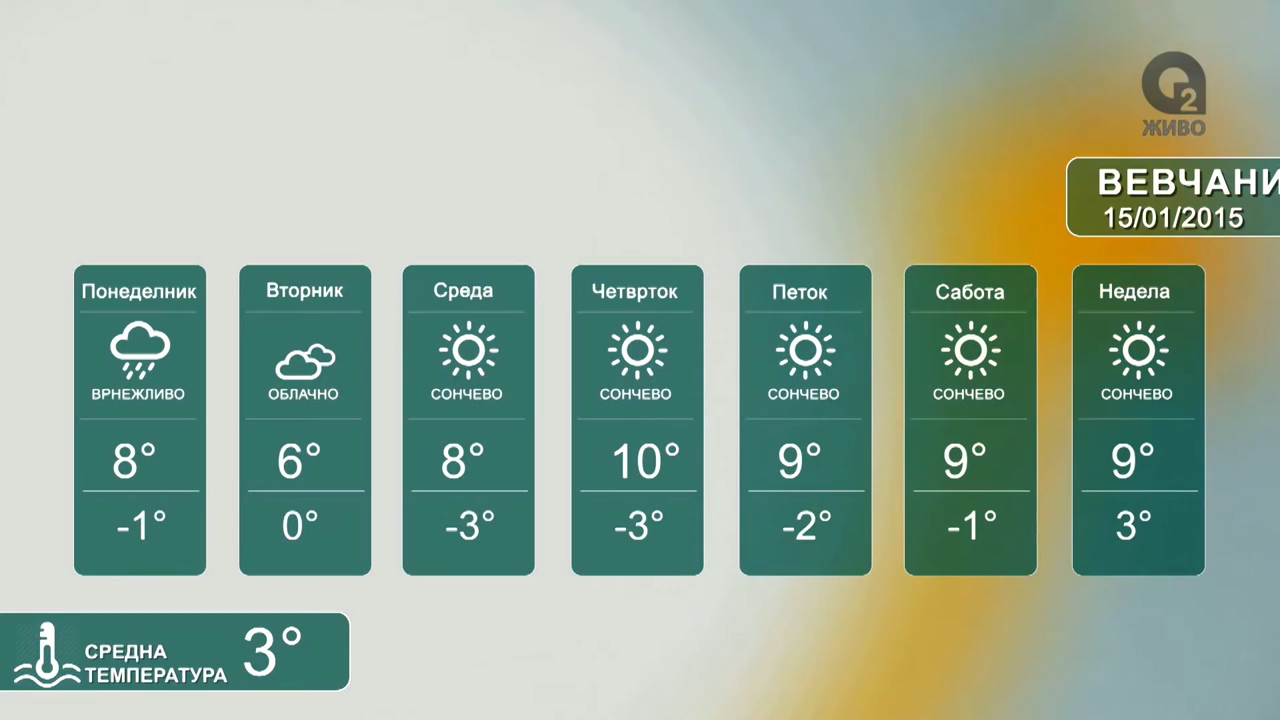 2
ЖИВО
ВЕВЧАНИ
15/01/2015
Понеделник
ВРНЕЖЛИВО
8°
-1°
Вторник
ОБЛАЧНО
6°
0°
Среда
СОНЧЕВО
8°
-3°
Четврток
СОНЧЕВО
10°
-3°
Петок
СОНЧЕВО
9°
-2°
Сабота
СОНЧЕВО
9°
-1°
Недела
СОНЧЕВО
9°
3°
СРЕДНА
ТЕМПЕРАТУРА 3°